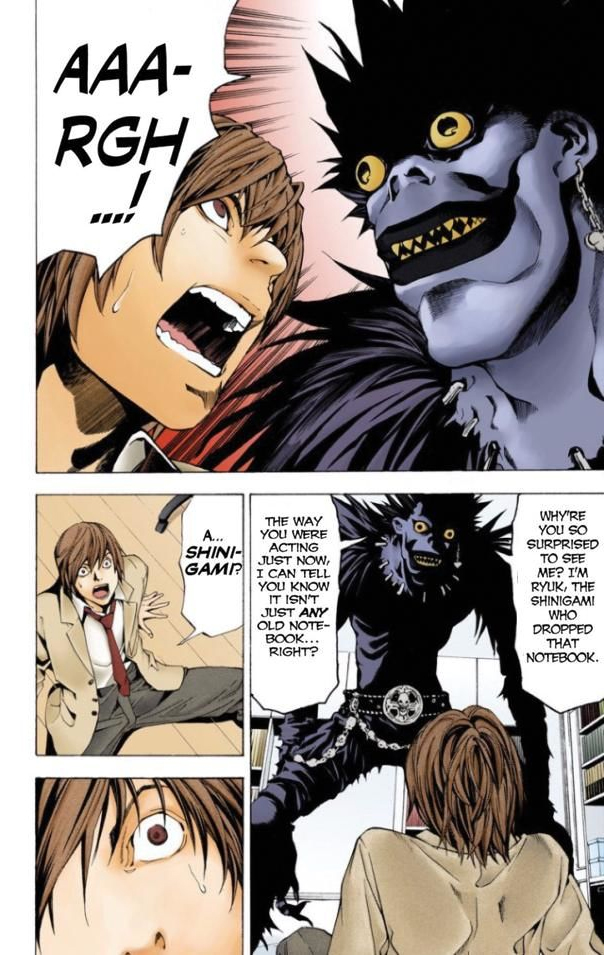 AAA-
RGH
....!
WHY'RE
YOU SO
SURPRISED
TO SEE
ME? I'M
RYUK, THE
SHINIGAMI
WHO
DROPPED
THAT
NOTEBOOK.
THE WAY
YOU WERE
ACTING
JUST NOW,
I CAN TELL
YOU KNOW
IT ISN'T
JUST ANY
OLD NOTE-
BOOK...
RIGHT?
A...
SHINI-
GAMI?